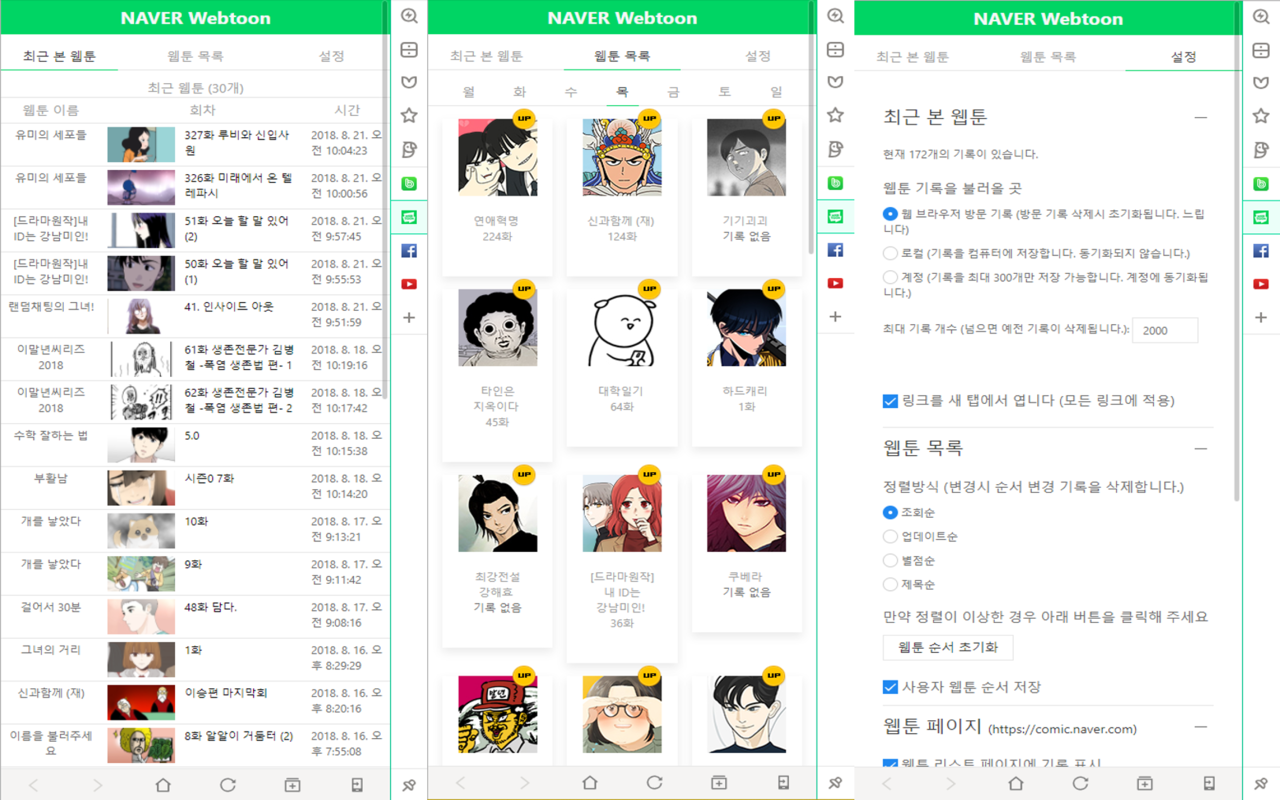 NAVER Webtoon
최근 본 웹툰
웹툰 목록
설정
최근 웹툰 (30개)
웹툰 이름
회차
시간
유미의 세포들
327화 루비와 신입사
원
2018. 8. 21. 오
전 10:04:23
유미의 세포들
326화 미래에서 온 텔
레파시
2018. 8. 21. 오
전 10:00:56
[드라마원작]내
ID는 강남미인!
51화 오늘 할 말 있어
(2)
2018. 8. 21. 오
전 9:57:45
[드라마원작]내
ID는 강남미인!
50화 오늘 할 말 있어
(1)
2018. 8. 21. 오
전 9:55:53
랜덤채팅의 그녀!
41. 인사이드 아웃
2018. 8. 21. 오
전 9:51:59
이말년씨리즈
2018
61화 생존전문가 김병
철 -폭염 생존법 편- 1
2018. 8. 18. 오
전 10:19:16
이말년씨리즈
2018
62화 생존전문가 김병
철 -폭염 생존법 편- 2
2018. 8. 18. 오
전 10:17:42
수학 잘하는 법
5.0
2018. 8. 18. 오
전 10:15:38
부활남
시즌0 7화
2018. 8. 18. 오
전 10:14:20
개를 낳았다
10화
2018. 8. 17. 오
전 9:13:21
개를 낳았다
9화
2018. 8. 17. 오
전 9:11:42
걸어서 30분
48화 담다.
2018. 8. 17. 오
전 9:08:16
그녀의 거리
1화
2018. 8. 16. 오
후 8:29:29
신과함께 (재)
이승편 마지막회
2018. 8. 16. 오
후 8:20:16
이름을 불러주세
요
8화 알알이 거둠터 (2)
2018. 8. 16. 오
후 7:55:08
NAVER Webtoon
최근 본 웹툰
웹툰 목록
설정
월
화
수
목
금
토
일
UP
연애혁명
224화
UP
신과함께 (재)
124화
UP
기기괴괴
기록 없음
UP
타인은
지옥이다
45화
UP
대학일기
64화
UP
하드캐리
1화
UP
최강전설
강해효
기록 없음
UP
[드라마원작]
내 ID는
강남미인!
36화
UP
쿠베라
기록 없음
UP
UP
UP
NAVER Webtoon
최근 본 웹툰
웹툰 목록
설정
최근 본 웹툰
현재 172개의 기록이 있습니다.
웹툰 기록을 불러올 곳
웹 브라우저 방문 기록 (방문 기록 삭제시 초기화됩니다. 느립
니다)
로컬 (기록을 컴퓨터에 저장합니다. 동기화되지 않습니다.)
계정 (기록을 최대 300개만 저장 가능합니다. 계정에 동기화됩
니다.)
최대 기록 개수 (넘으면 예전 기록이 삭제됩니다.): 2000
링크를 새 탭에서 엽니다 (모든 링크에 적용)
웹툰 목록
정렬방식 (변경시 순서 변경 기록을 삭제합니다.)
조회순
업데이트순
별점순
제목순
만약 정렬이 이상한 경우 아래 버튼을 클릭해 주세요
웹툰 순서 초기화
사용자 웹툰 순서 저장
웹툰 페이지 (https://comic.naver.com)
웹툰 리스트 페이지에 기록 표시